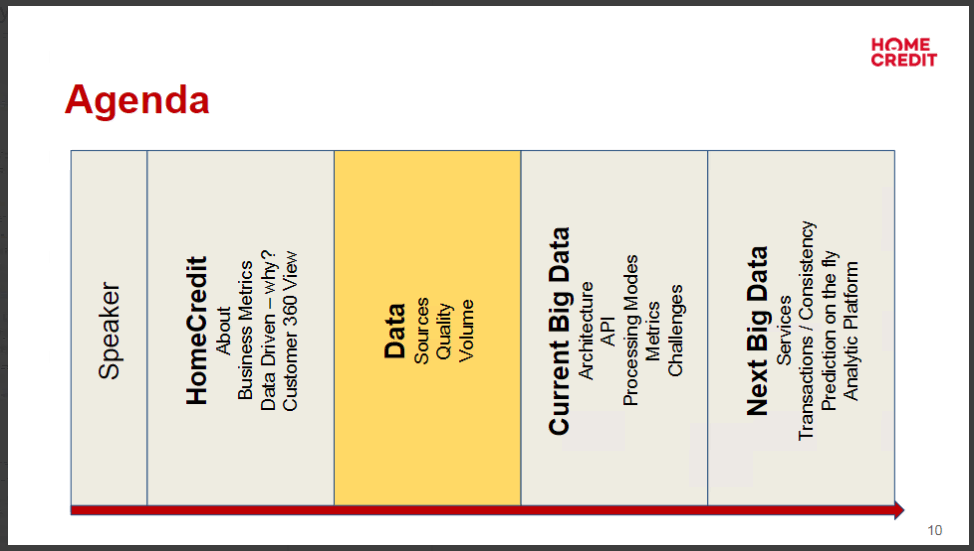 HOME
CREDIT
Agenda
Speaker
HomeCredit
About
Business Metrics
Data Driven – why?
Customer 360 View
Data
Sources
Quality
Volume
Current Big Data
Architecture
API
Processing Modes
Metrics
Challenges
Next Big Data
Services
Transactions / Consistency
Prediction on the fly
Analytic Platform
10